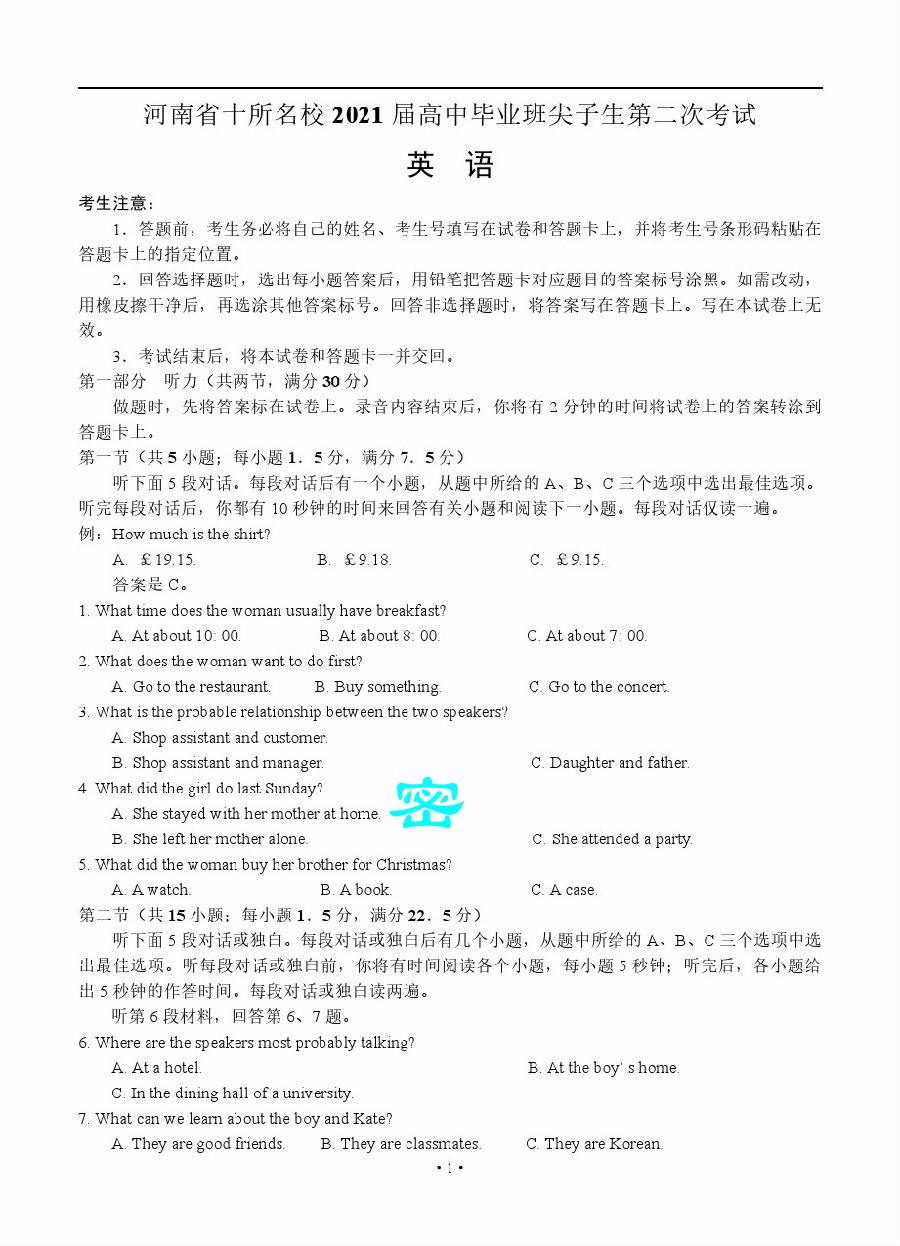 河南省十所名校 2021 届高中毕业班尖子生第二次考试
英 语
考生注意：
1．答题前，考生务必将自己的姓名、考生号填写在试卷和答题卡上，并将考生号条形码粘贴在
答题卡上的指定位置。
2．回答选择题时，选出每小题答案后，用铅笔把答题卡对应题目的答案标号涂黑。如需改动，
用橡皮擦干净后，再选涂其他答案标号。回答非选择题时，将答案写在答题卡上。写在本试卷上无
效。
3．考试结束后，将本试卷和答题卡一并交回。
第一部分 听力（共两节，满分 30 分）
做题时，先将答案标在试卷上。录音内容结束后，你将有 2 分钟的时间将试卷上的答案转涂到
答题卡上。
第一节（共 5 小题；每小题 1．5 分，满分 7．5 分）
听下面 5 段对话。每段对话后有一个小题，从题中所给的 A、B、C 三个选项中选出最佳选项。
听完每段对话后，你都有 10 秒钟的时间来回答有关小题和阅读下一小题。每段对话仅读一遍。
例：How much is the shirt?
A. ￡19.15. B. ￡9.18. C. ￡9.15.
答案是 C。
1. What time does the woman usually have breakfast?
A. At about 10: 00. B. At about 8: 00. C. At about 7: 00.
2. What does the woman want to do first?
A. Go to the restaurant. B. Buy something. C. Go to the concert.
3. What is the probable relationship between the two speakers?
A. Shop assistant and customer.
B. Shop assistant and manager. C. Daughter and father.
4. What did the girl do last Sunday?
A. She stayed with her mother at home.
密
B. She left her mother alone. C. She attended a party.
5. What did the woman buy her brother for Christmas?
A. A watch. B. A book. C. A case.
第二节（共 15 小题；每小题 1．5 分，满分 22．5 分）
听下面 5 段对话或独白。每段对话或独白后有几个小题，从题中所给的 A、B、C 三个选项中选
出最佳选项。听每段对话或独白前，你将有时间阅读各个小题，每小题 5 秒钟；听完后，各小题给
出 5 秒钟的作答时间。每段对话或独白读两遍。
听第 6 段材料，回答第 6、7 题。
6. Where are the speakers most probably talking?
A. At a hotel. B. At the boy' s home.
C. In the dining hall of a university.
7. What can we learn about the boy and Kate?
A. They are good friends. B. They are classmates. C. They are Korean.
• 1 •